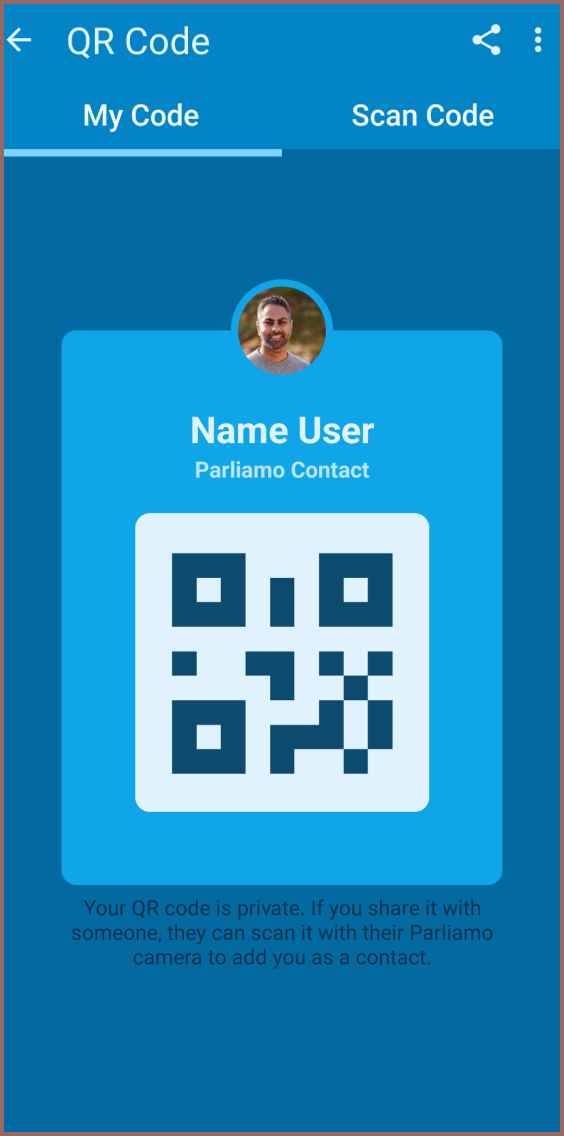 QR Code
My Code
Scan Code
Name User
Parliamo Contact
Your QR code is private. If you share it with
someone, they can scan it with their Parliamo
camera to add you as a contact.